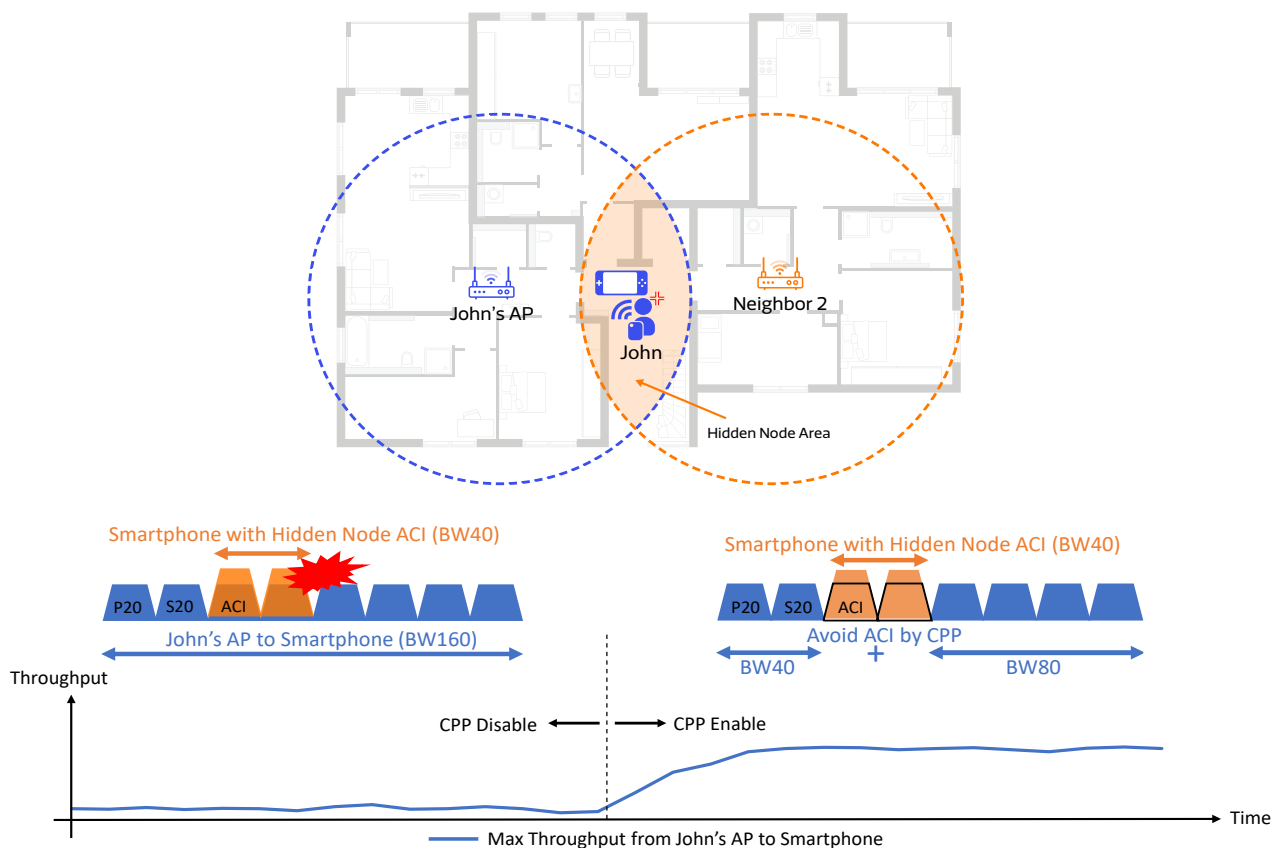 John's AP
Neighbor 2
John
Hidden Node Area
Smartphone with Hidden Node ACI (BW40)
P20
S20
ACI
John's AP to Smartphone (BW160)
Smartphone with Hidden Node ACI (BW40)
P20
S20
ACI
Avoid ACI by CPP
BW40
+
BW80
Throughput
CPP Disable
CPP Enable
Time
Max Throughput from John's AP to Smartphone